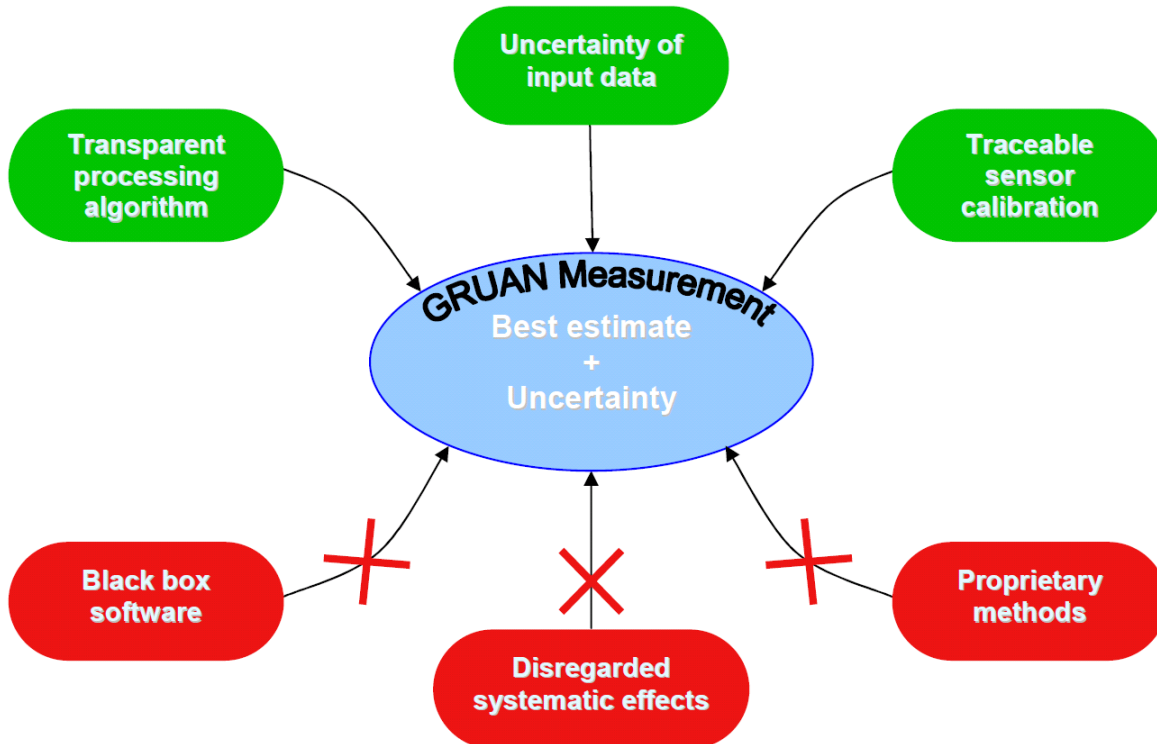 Uncertainty of
input data
Transparent
processing
algorithm
Traceable
sensor
calibration
GRUAN Measurement
Best estimate
+
Uncertainty
Black box
software
Disregarded
systematic effects
Proprietary
methods